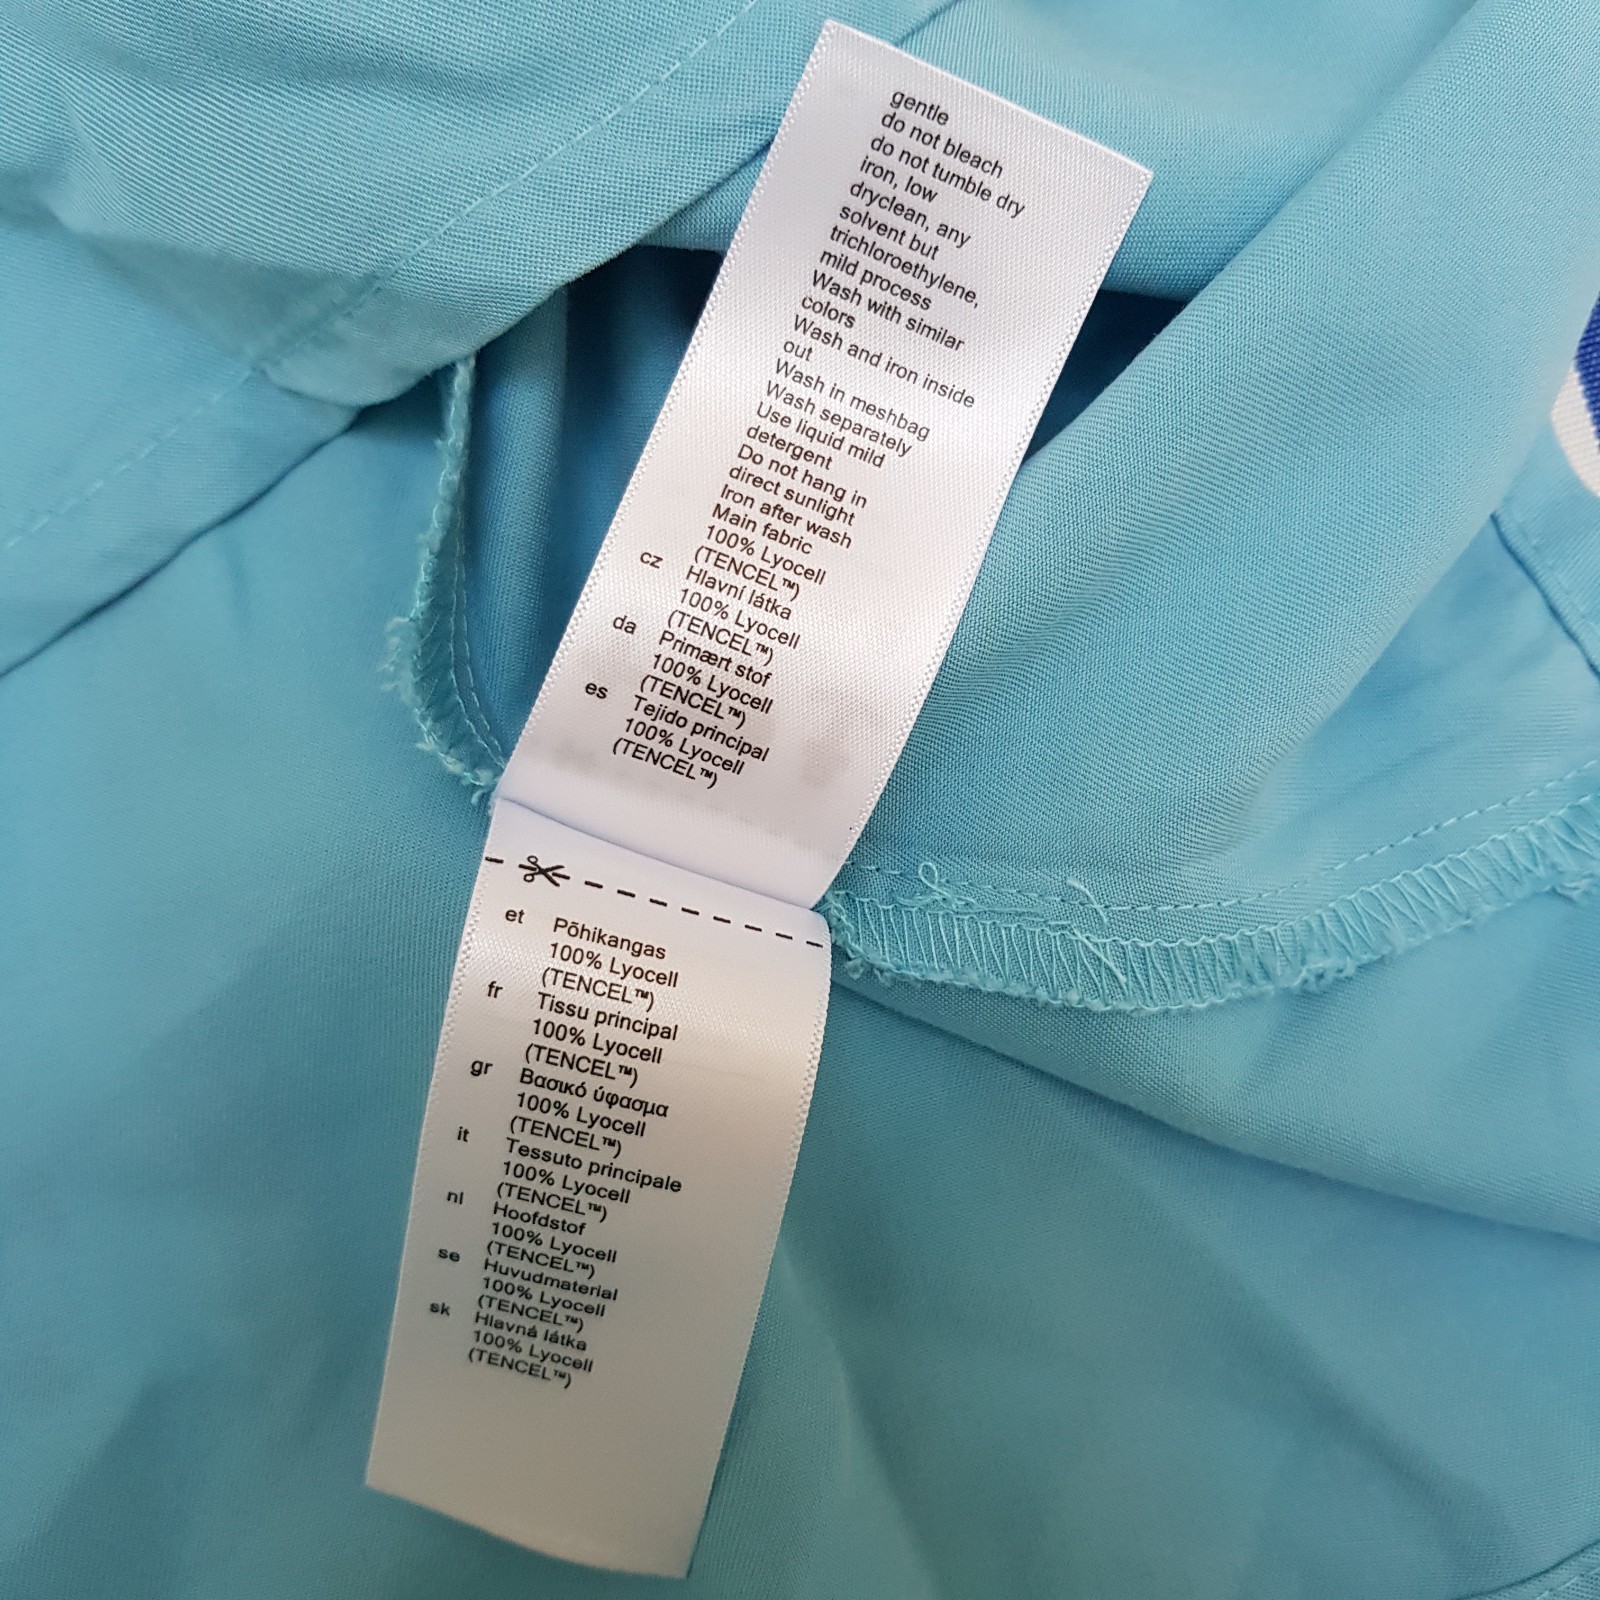 gentle
do not bleach
do not tumble dry
iron, low
dryclean, any
solvent but
trichloroethylene,
mild process
Wash with similar
colors
Wash and iron inside
out
Wash in meshbag
Wash separately
Use liquid mild
detergent
Do not hang in
direct sunlight
Iron after wash
Main fabric
100% Lyocell
(TENCEL™)
cz Hlavní látka
100% Lyocell
(TENCEL™)
da Primært stof
100% Lyocell
(TENCEL™)
es Tejido principal
100% Lyocell
(TENCEL™)
et Põhikangas
100% Lyocell
(TENCEL™)
fr Tissu principal
100% Lyocell
(TENCEL™)
gr Βασικό ύφασμα
100% Lyocell
(TENCEL™)
it Tessuto principale
100% Lyocell
(TENCEL™)
nl Hoofdstof
100% Lyocell
(TENCEL™)
se Huvudmaterial
100% Lyocell
(TENCEL™)
sk Hlavná látka
100% Lyocell
(TENCEL™)